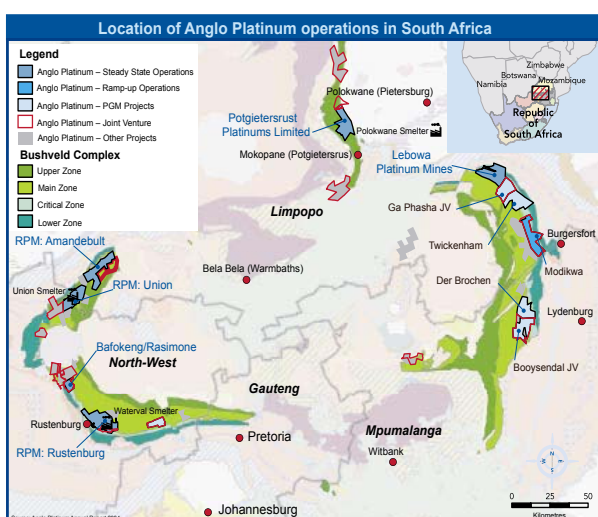 Location of Anglo Platinum operations in South Africa
Legend
Anglo Platinum – Steady State Operations
Anglo Platinum – Ramp-up Operations
Anglo Platinum – PGM Projects
Anglo Platinum – Joint Venture
Anglo Platinum – Other Projects
Bushveld Complex
Upper Zone
Main Zone
Critical Zone
Lower Zone
Zimbabwe
Botswana
Mozambique
Namibia
Republic
of
South Africa
Polokwane (Pietersburg)
Potgietersrust
Platinums Limited
Polokwane Smelter
Mokopane (Potgietersrus)
Lebowa
Platinum Mines
Limpopo
Ga Phasha JV
Twickenham
Burgersfort
Modikwa
RPM: Amandebult
Bela Bela (Warmbaths)
Union Smelter
RPM: Union
Der Brochen
Lydenburg
Bafokeng/Rasimone
North-West
Booysendal JV
Gauteng
Rustenburg
Waterval Smelter
Mpumalanga
Pretoria
RPM: Rustenburg
Witbank
Johannesburg
N
0 25 50
Kilometres